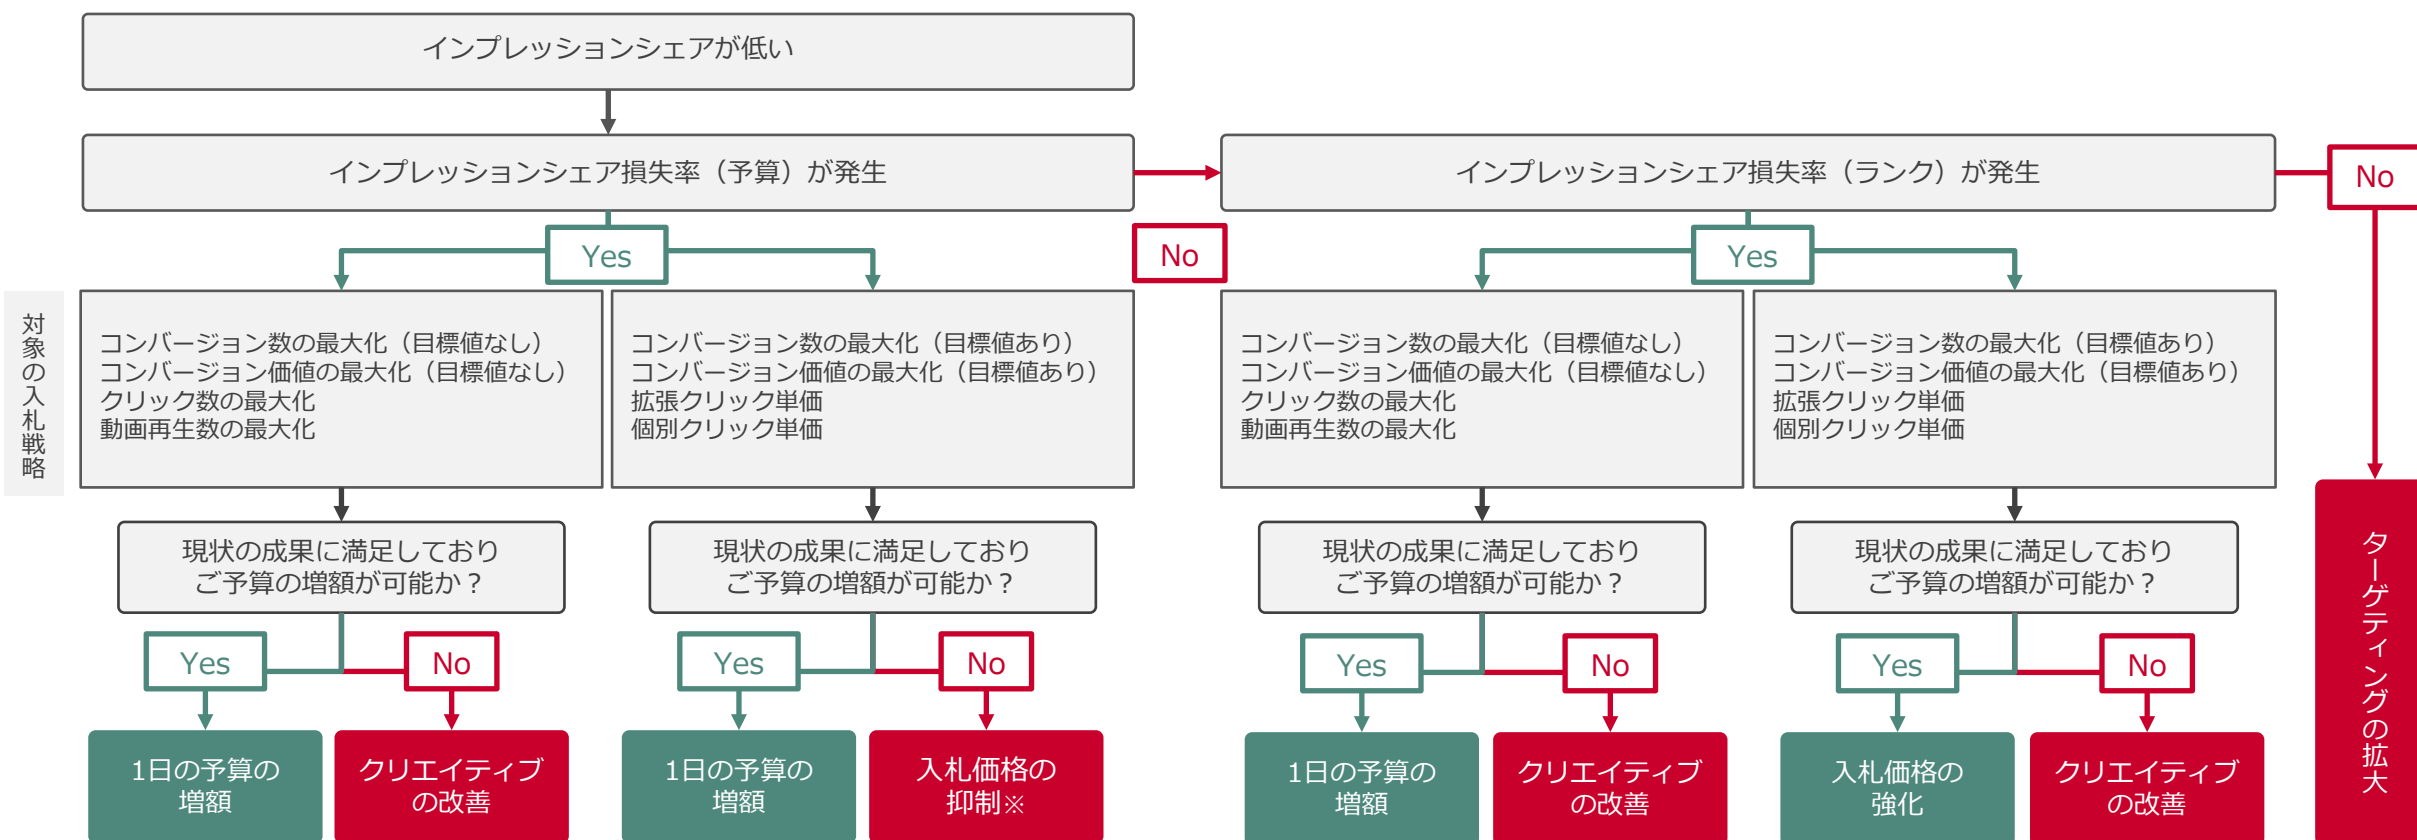 インプレッションシェアが低い
インプレッションシェア損失率（予算）が発生
インプレッションシェア損失率（ランク）が発生
No
Yes
No
Yes
対象の入札戦略
コンバージョン数の最大化（目標値なし）
コンバージョン価値の最大化（目標値なし）
クリック数の最大化
動画再生数の最大化
コンバージョン数の最大化（目標値あり）
コンバージョン価値の最大化（目標値あり）
拡張クリック単価
個別クリック単価
コンバージョン数の最大化（目標値なし）
コンバージョン価値の最大化（目標値なし）
クリック数の最大化
動画再生数の最大化
コンバージョン数の最大化（目標値あり）
コンバージョン価値の最大化（目標値あり）
拡張クリック単価
個別クリック単価
現状の成果に満足しており
ご予算の増額が可能か？
現状の成果に満足しており
ご予算の増額が可能か？
現状の成果に満足しており
ご予算の増額が可能か？
現状の成果に満足しており
ご予算の増額が可能か？
Yes
No
Yes
No
Yes
No
Yes
No
1日の予算の
増額
クリエイティブ
の改善
1日の予算の
増額
入札価格の
抑制※
1日の予算の
増額
クリエイティブ
の改善
入札価格の
強化
クリエイティブ
の改善
ターゲティングの拡大